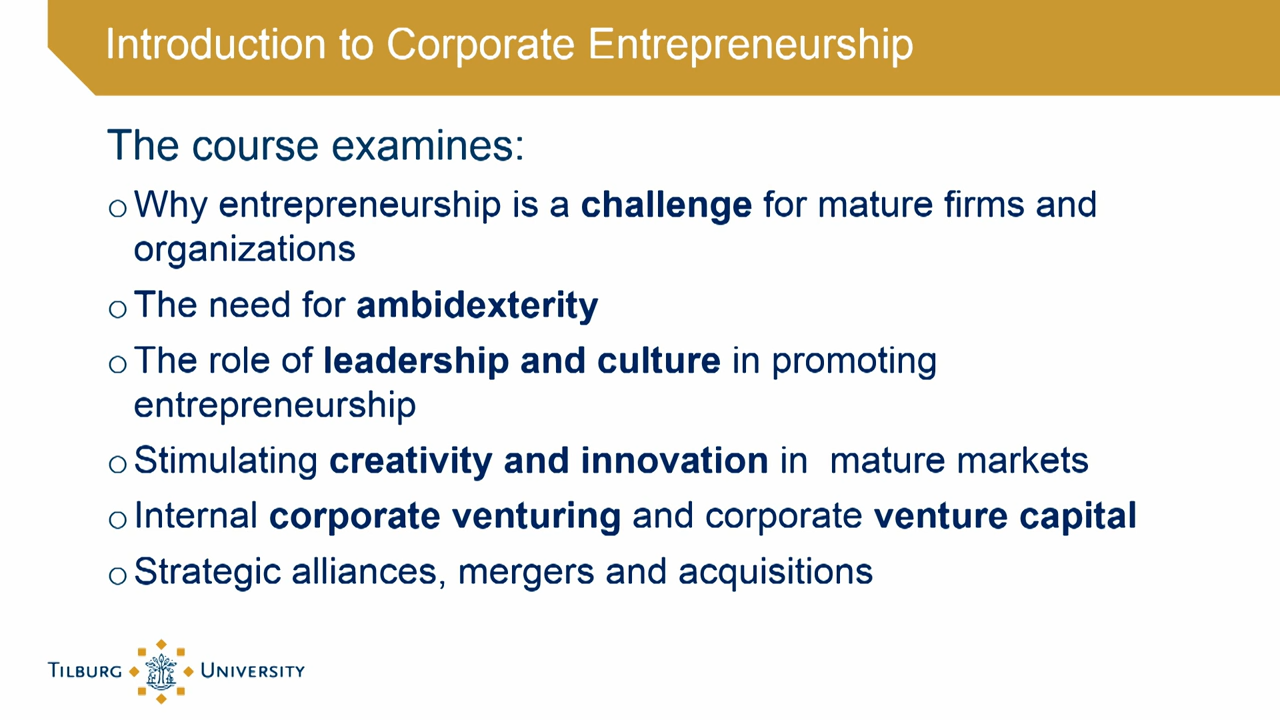 Introduction to Corporate Entrepreneurship
The course examines:
o Why entrepreneurship is a challenge for mature firms and
organizations
o The need for ambidexterity
o The role of leadership and culture in promoting
entrepreneurship
o Stimulating creativity and innovation in  mature markets
o Internal corporate venturing and corporate venture capital
o Strategic alliances, mergers and acquisitions
TILBURG UNIVERSITY